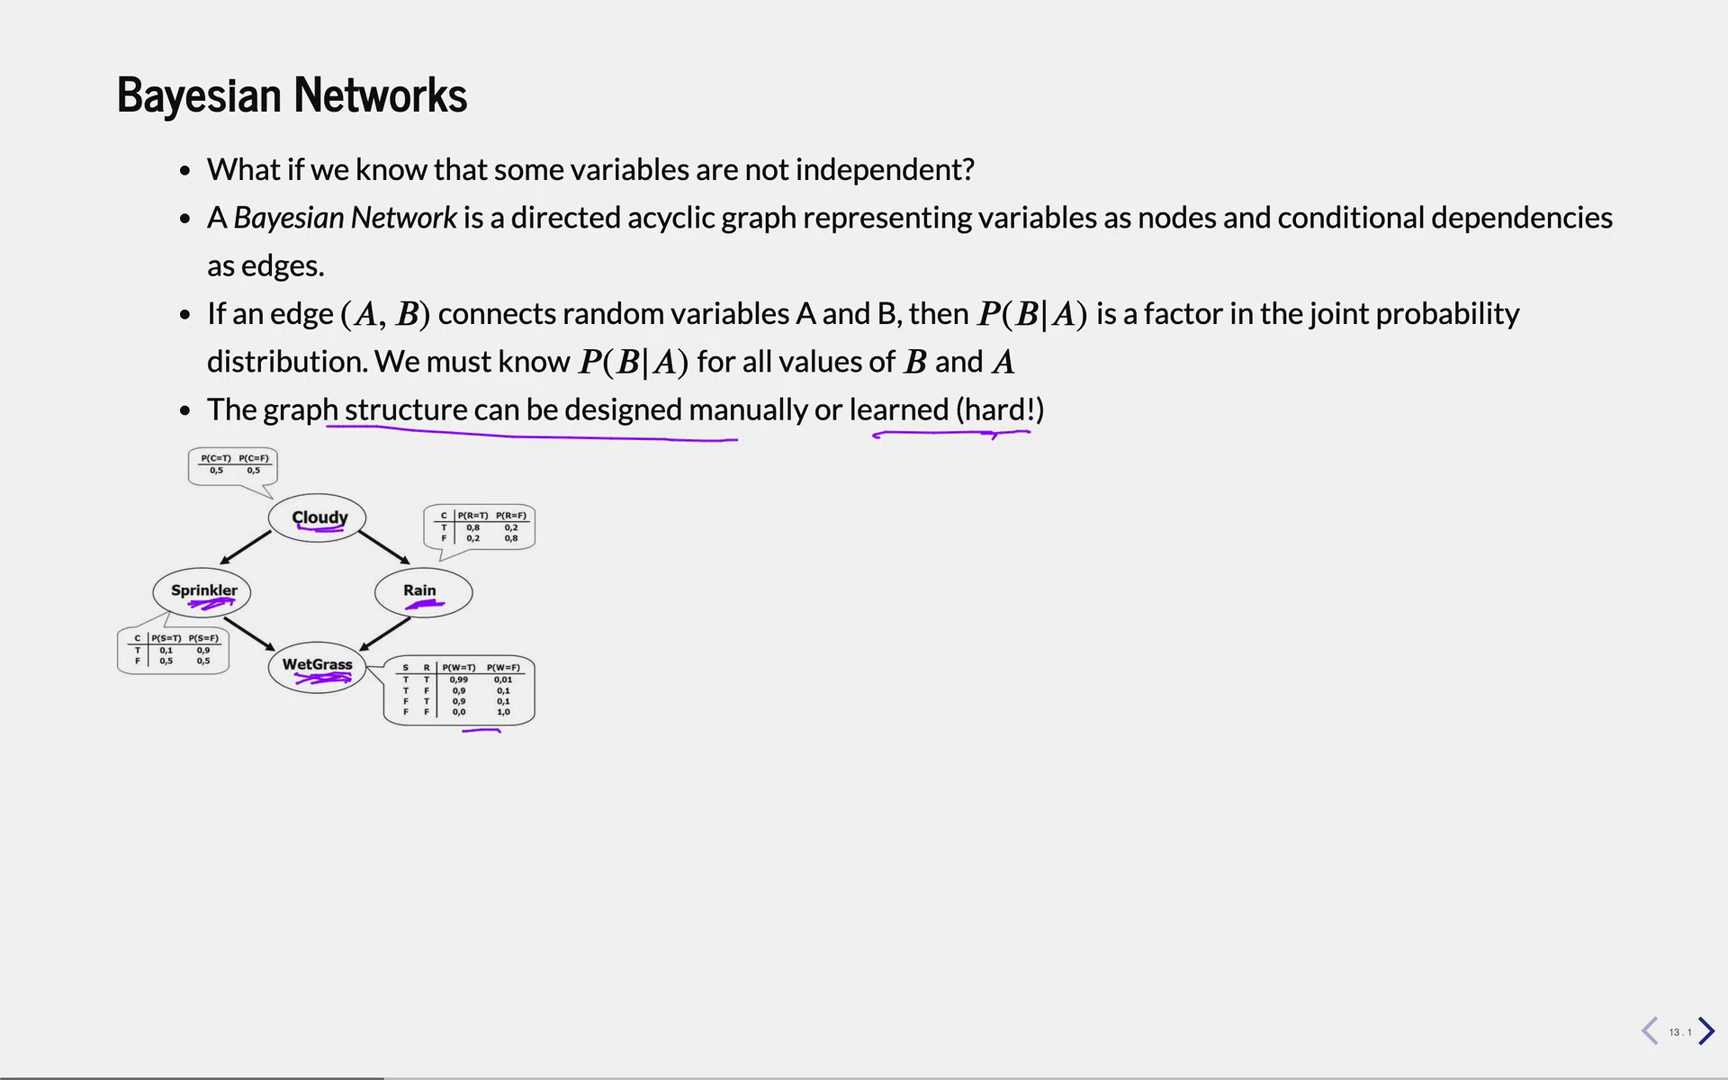 Bayesian Networks
What if we know that some variables are not independent?
A Bayesian Network is a directed acyclic graph representing variables as nodes and conditional dependencies
as edges.
If an edge (A, B) connects random variables A and B, then P(B|A) is a factor in the joint probability
distribution. We must know P(B|A) for all values of B and A
The graph structure can be designed manually or learned (hard!)
P(C=T) P(C=F)
0,5 0,5
Cloudy
C P(R=T) P(R=F)
T 0,8 0,2
F 0,2 0,8
Sprinkler
Rain
C P(S=T) P(S=F)
T 0,1 0,9
F 0,5 0,5
WetGrass
S R P(W=T) P(W=F)
T T 0,99 0,01
T F 0,9 0,1
F T 0,9 0,1
F F 0,0 1,0
13 . 1